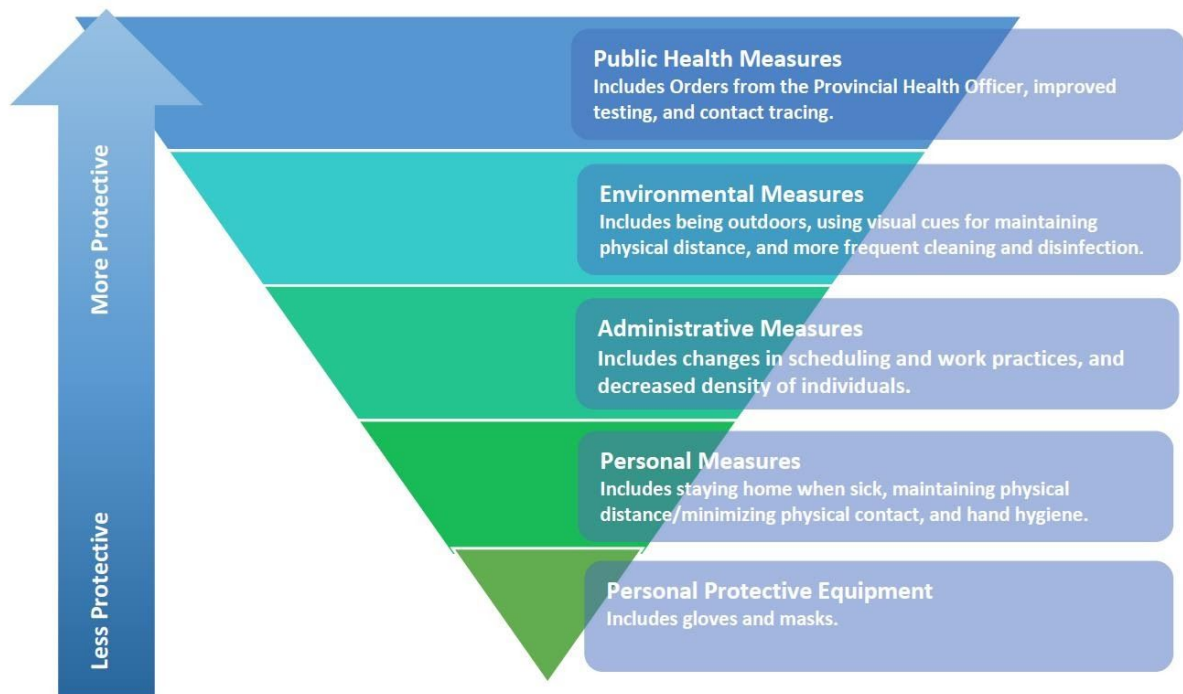 More Protective
Less Protective
Public Health Measures
Includes Orders from the Provincial Health Officer, improved
testing, and contact tracing.
Environmental Measures
Includes being outdoors, using visual cues for maintaining
physical distance, and more frequent cleaning and disinfection.
Administrative Measures
Includes changes in scheduling and work practices, and
decreased density of individuals.
Personal Measures
Includes staying home when sick, maintaining physical
distance/minimizing physical contact, and hand hygiene.
Personal Protective Equipment
Includes gloves and masks.